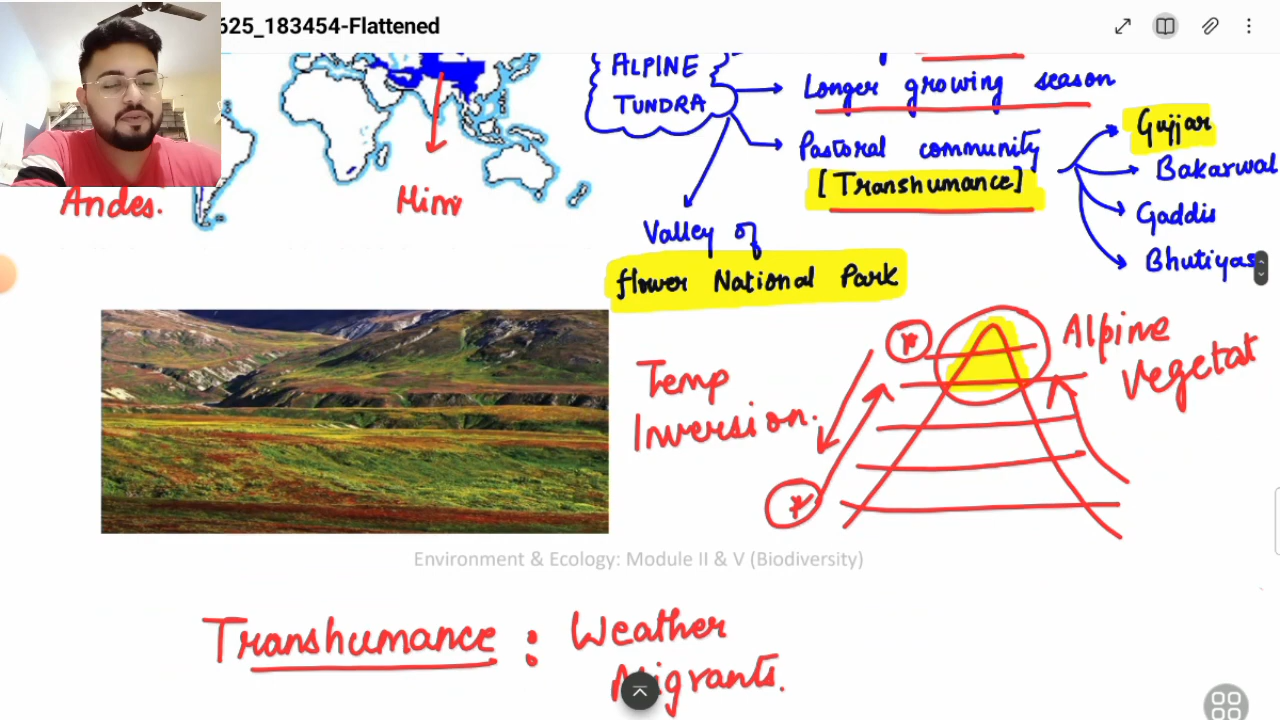 625_183454-Flattened
ALPINE
TUNDRA
Longer growing season
Pastoral community
[Transhumance]
Gujjar
Bakarwal
Gaddis
Bhutiyas
Valley of
flower National Park
Andes.
Temp
Inversion.
Alpine
Vegetat
Environment & Ecology: Module II & V (Biodiversity)
Transhumance : Weather
Migrants.